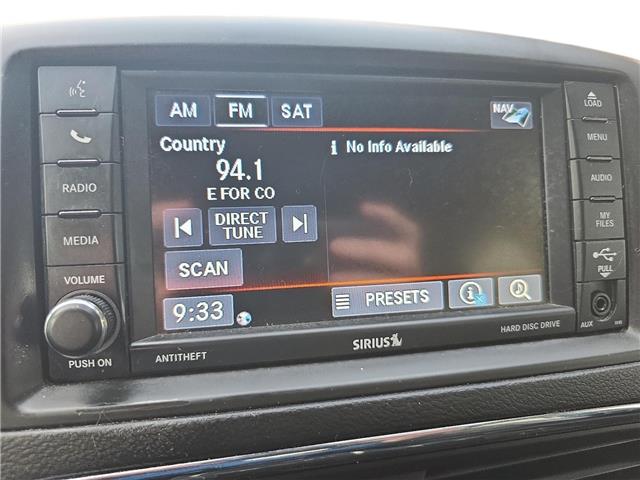 AM FM SAT NAV
Country
94.1
E FOR CO
i No Info Available
DIRECT
TUNE
SCAN
9:33
PRESETS
RADIO
MEDIA
VOLUME
PUSH ON
ANTITHEFT
SIRIUS
HARD DISC DRIVE
LOAD
MENU
AUDIO
MY
FILES
PULL
AUX